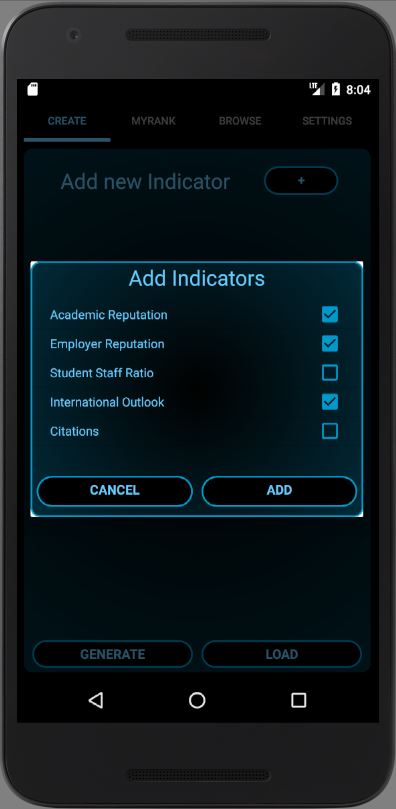 LTE 8:04
CREATE MYRANK BROWSE SETTINGS
Add new Indicator +
Add Indicators
Academic Reputation
Employer Reputation
Student Staff Ratio
International Outlook
Citations
CANCEL ADD
GENERATE LOAD